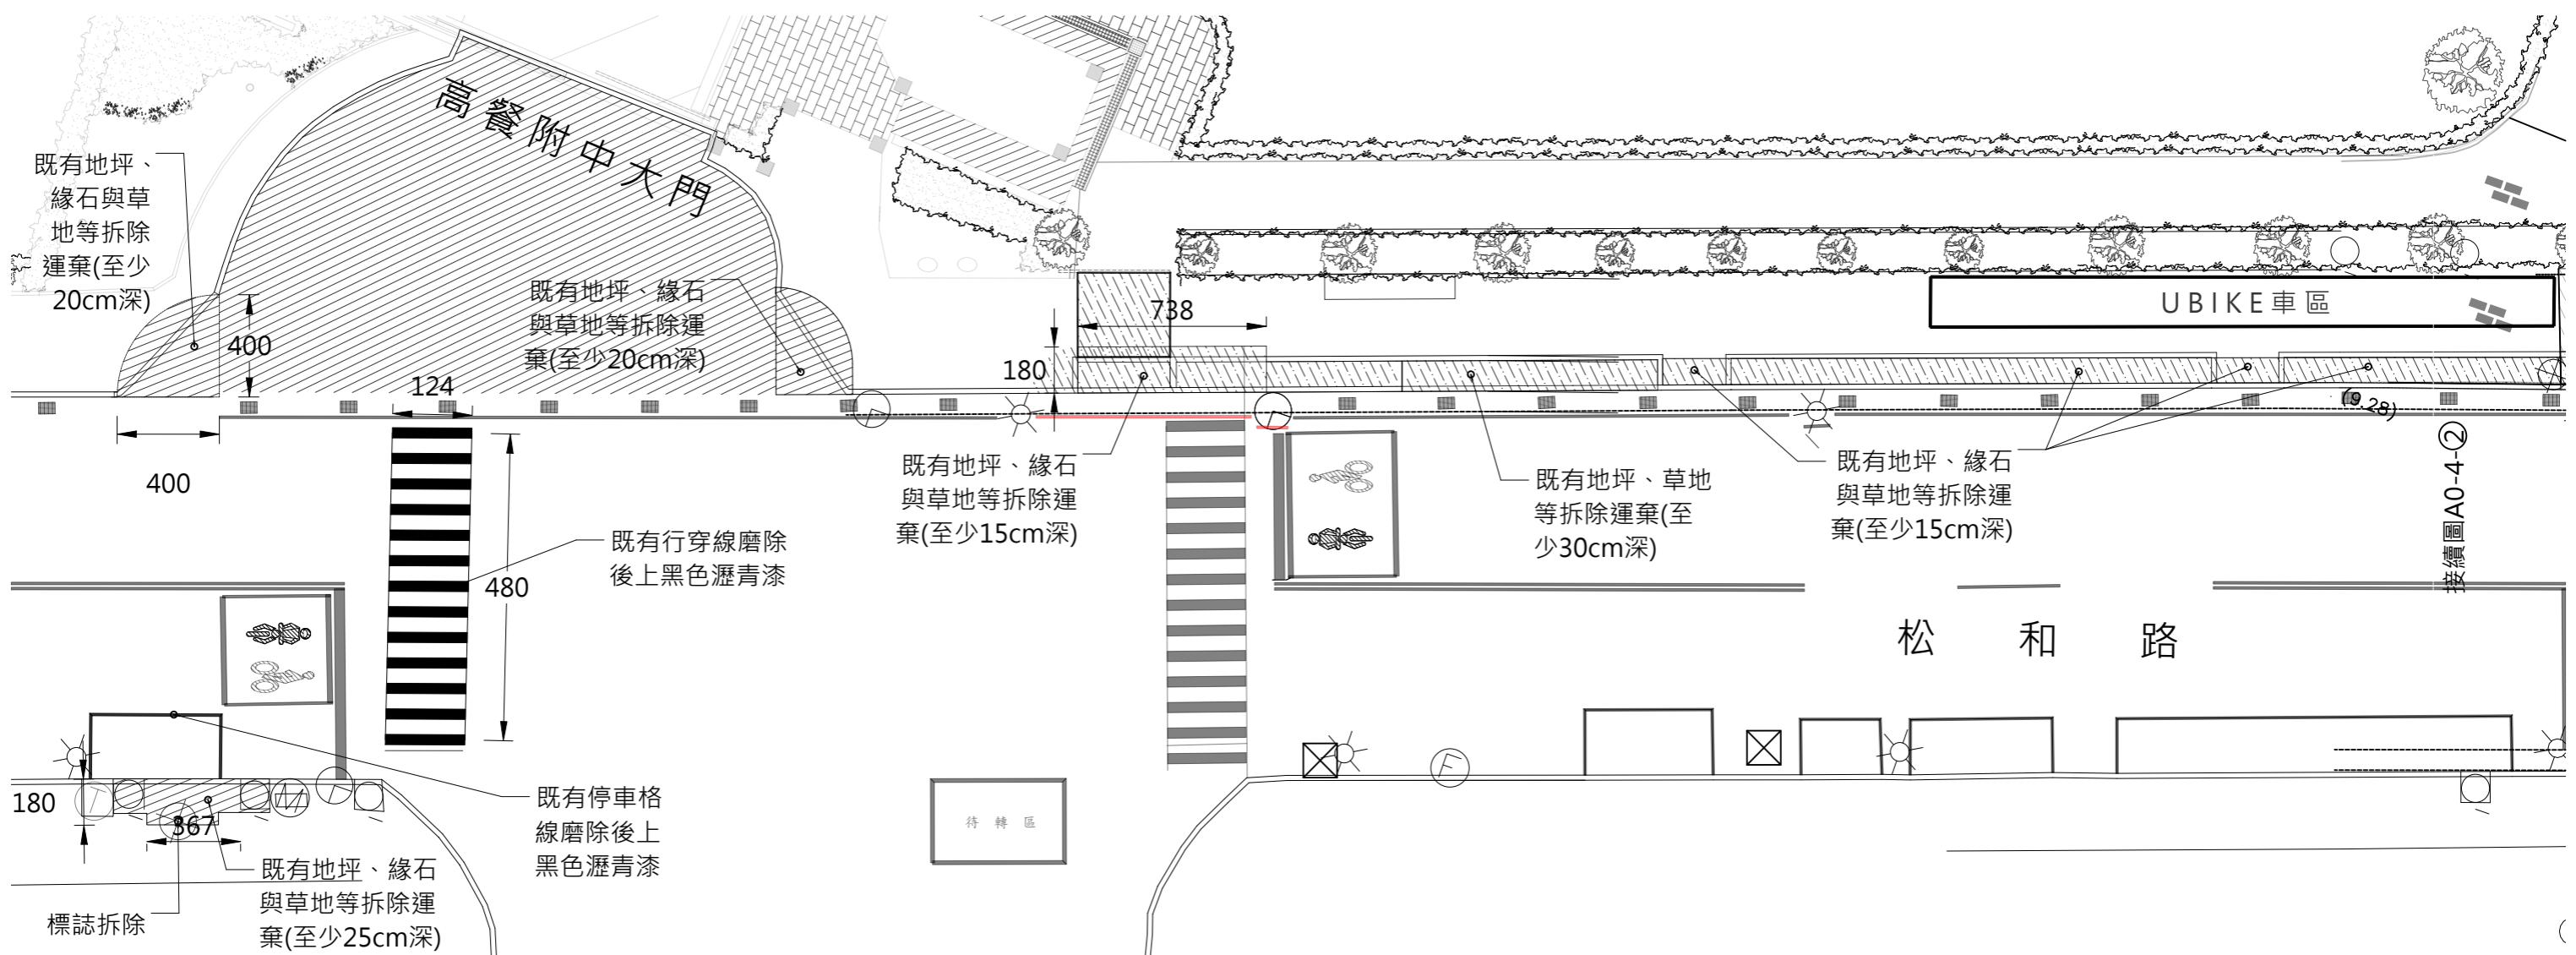 高餐附中大門
既有地坪、
緣石與草
地等拆除
運棄(至少
20cm深)
400
400
124
既有地坪、緣石
與草地等拆除運
棄(至少20cm深)
738
180
UBIKE車區
(9.28)
接續圖A0-4-②
既有地坪、緣石
與草地等拆除運
棄(至少15cm深)
既有地坪、草地
等拆除運棄(至
少30cm深)
既有地坪、緣石
與草地等拆除運
棄(至少15cm深)
既有行穿線磨除
後上黑色瀝青漆
480
松和路
待轉區
F
既有停車格
線磨除後上
黑色瀝青漆
180
367
既有地坪、緣石
與草地等拆除運
棄(至少25cm深)
標誌拆除